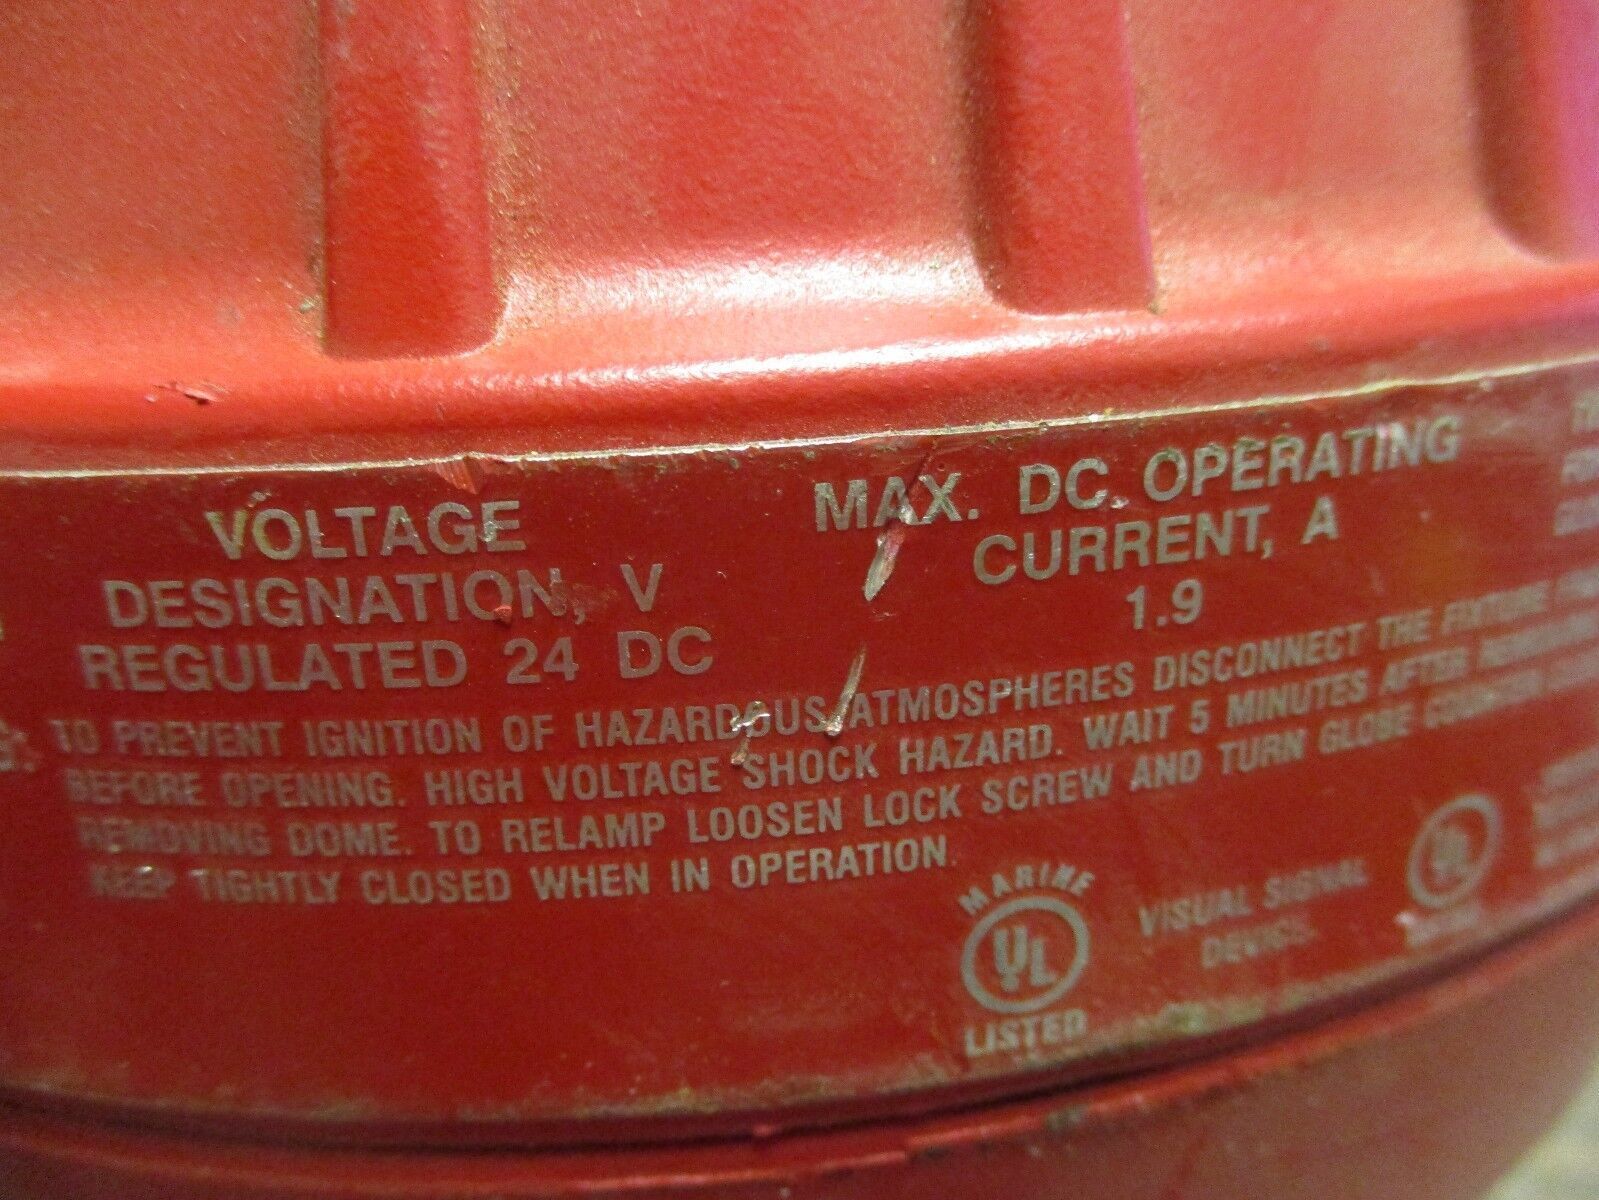 VOLTAGE
DESIGNATION, V
REGULATED 24 DC
MAX. DC. OPERATING
CURRENT, A
1.9
TO PREVENT IGNITION OF HAZARDOUS ATMOSPHERES DISCONNECT THE FIXTURE
BEFORE OPENING. HIGH VOLTAGE SHOCK HAZARD. WAIT 5 MINUTES AFTER
REMOVING DOME. TO RELAMP LOOSEN LOCK SCREW AND TURN GLOBE COUNTER
KEEP TIGHTLY CLOSED WHEN IN OPERATION.
MARINE
UL
LISTED
VISUAL SIGNAL
DEVICE.
UL